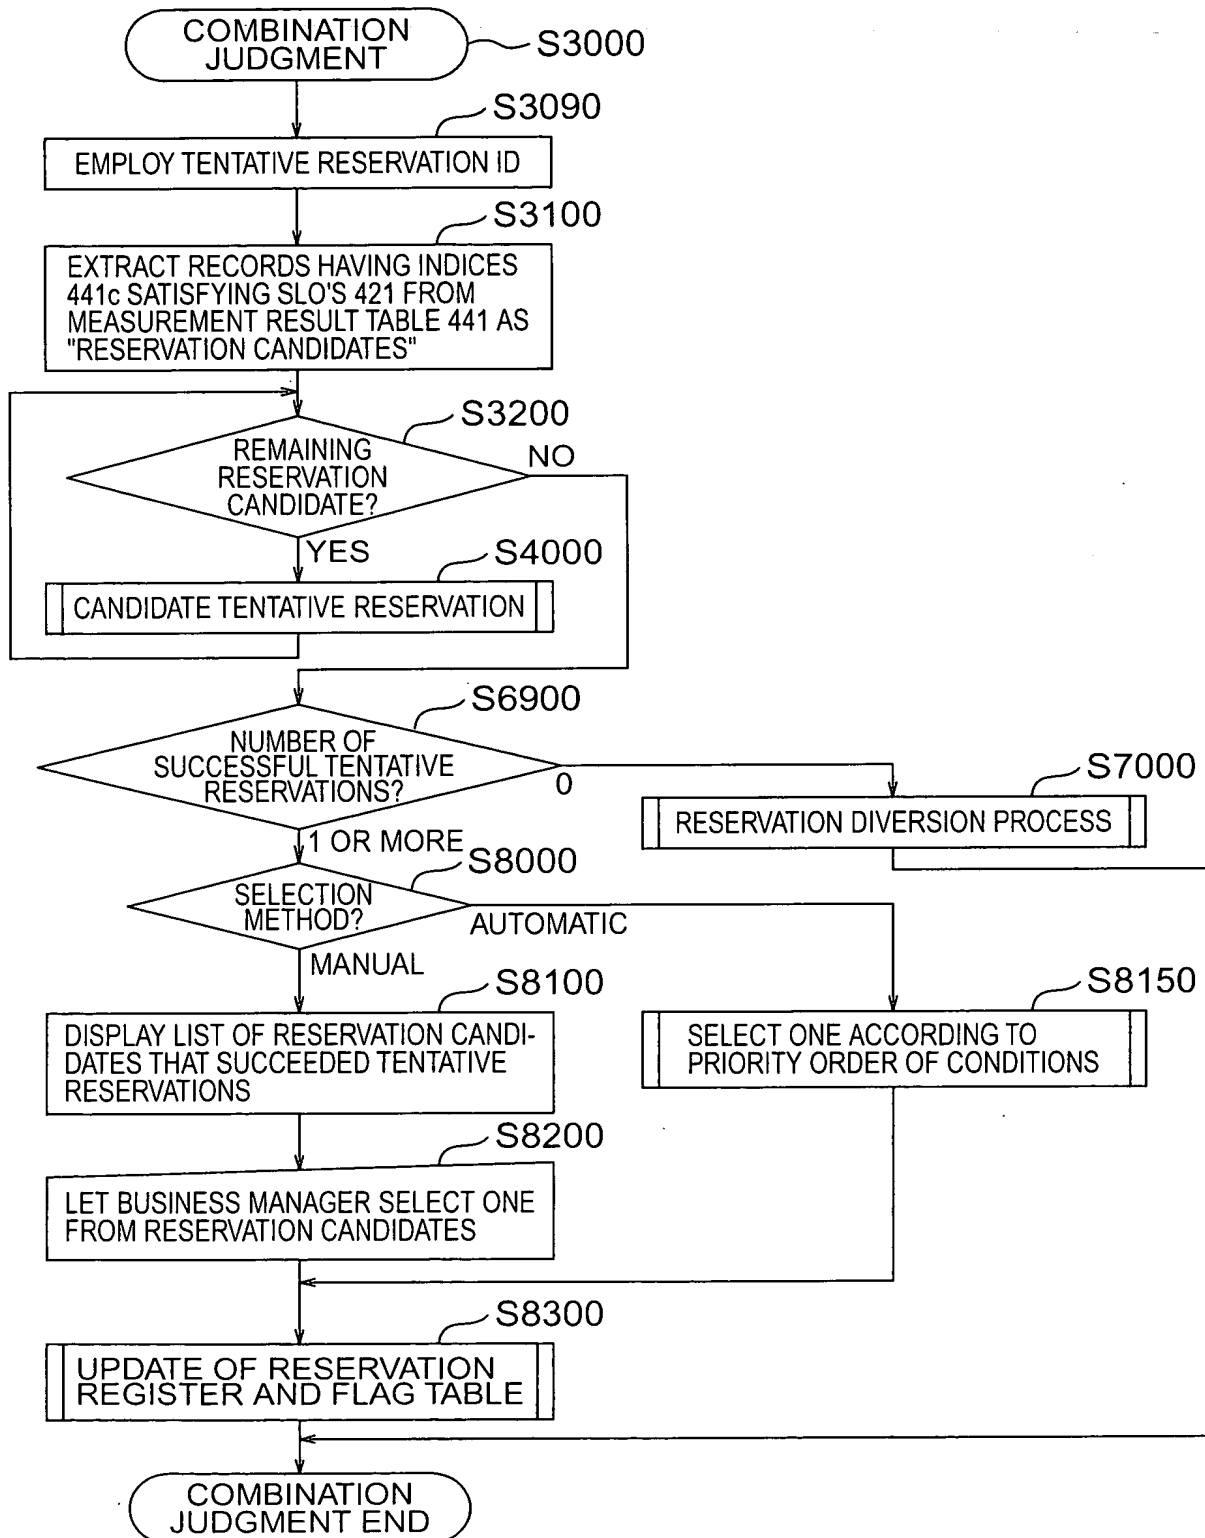 COMBINATION
JUDGMENT
S3000
S3090
EMPLOY TENTATIVE RESERVATION ID
S3100
EXTRACT RECORDS HAVING INDICES
441c SATISFYING SLO'S 421 FROM
MEASUREMENT RESULT TABLE 441 AS
"RESERVATION CANDIDATES"
S3200
REMAINING
RESERVATION
CANDIDATE?
NO
YES
S4000
CANDIDATE TENTATIVE RESERVATION
S6900
NUMBER OF
SUCCESSFUL TENTATIVE
RESERVATIONS?
0
S7000
RESERVATION DIVERSION PROCESS
1 OR MORE
S8000
SELECTION
METHOD?
AUTOMATIC
MANUAL
S8100
DISPLAY LIST OF RESERVATION CANDI-
DATES THAT SUCCEEDED TENTATIVE
RESERVATIONS
S8150
SELECT ONE ACCORDING TO
PRIORITY ORDER OF CONDITIONS
S8200
LET BUSINESS MANAGER SELECT ONE
FROM RESERVATION CANDIDATES
S8300
UPDATE OF RESERVATION
REGISTER AND FLAG TABLE
COMBINATION
JUDGMENT END